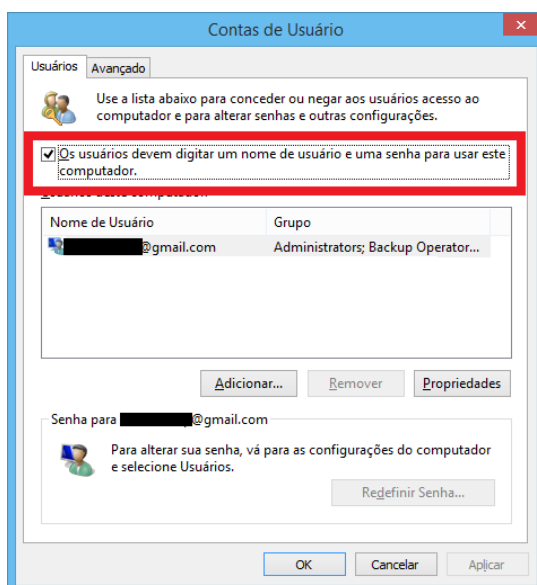 Contas de Usuário
Usuários
Avançado
Use a lista abaixo para conceder ou negar aos usuários acesso ao
computador e para alterar senhas e outras configurações.
Os usuários devem digitar um nome de usuário e uma senha para usar este
computador.
Nome de Usuário Grupo
@gmail.com Administrators; Backup Operator...
Adicionar... Remover Propriedades
Senha para @gmail.com
Para alterar sua senha, vá para as configurações do computador
e selecione Usuários.
Redefinir Senha...
OK Cancelar Aplicar